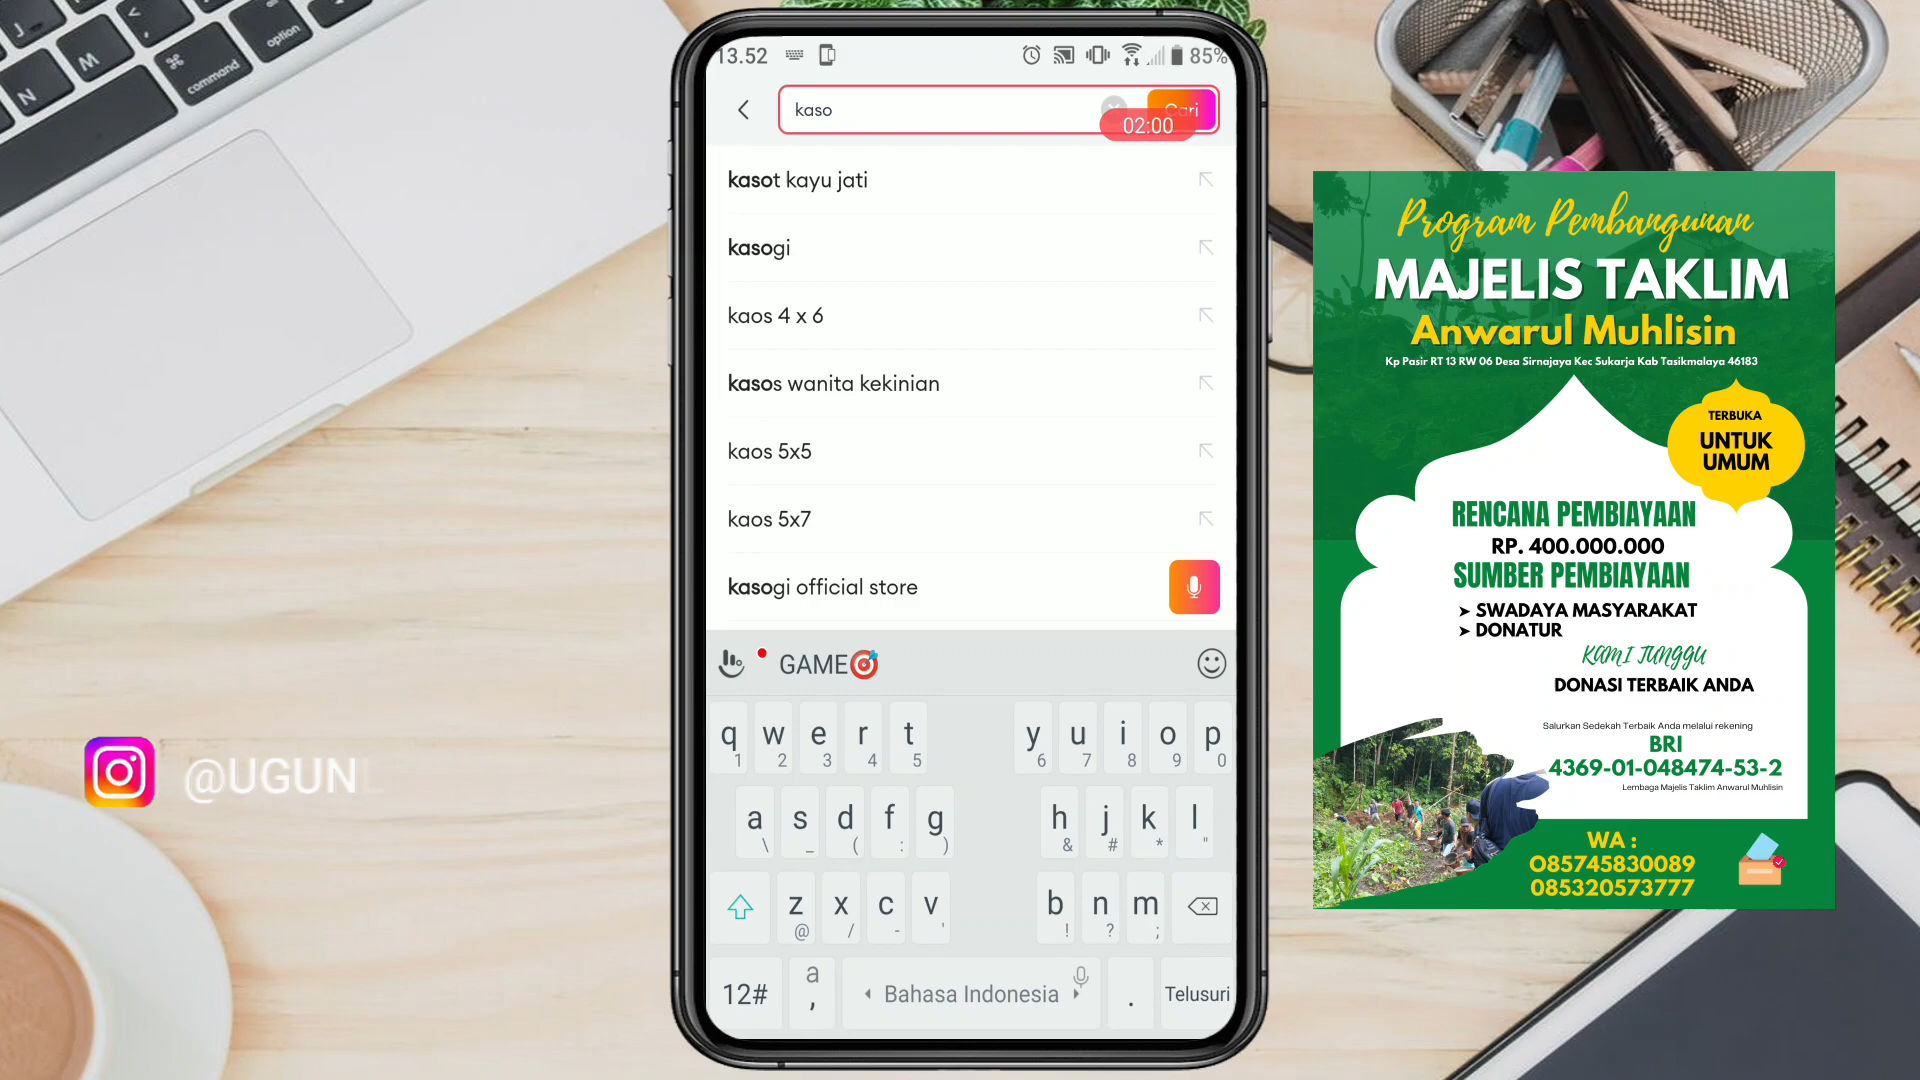 13.52
85%
kaso
Cari
02:00
kasot kayu jati
kasogi
kaos 4 x 6
kasos wanita kekinian
kaos 5x5
kaos 5x7
kasogi official store
GAME🎯
q w e r t y u i o p
1 2 3 4 5 6 7 8 9 0
a s d f g h j k l
\ _ ( : ) & # * "
z x c v b n m
@ / - ' ! ? ;
12# a , Bahasa Indonesia . Telusuri
@UGUN
N M < J
⌘ command
option
Program Pembangunan
MAJELIS TAKLIM
Anwarul Muhlisin
Kp Pasir RT 13 RW 06 Desa Sirnajaya Kec Sukarja Kab Tasikmalaya 46183
TERBUKA
UNTUK
UMUM
RENCANA PEMBIAYAAN
RP. 400.000.000
SUMBER PEMBIAYAAN
➤ SWADAYA MASYARAKAT
➤ DONATUR
KAMI TUNGGU
DONASI TERBAIK ANDA
Salurkan Sedekah Terbaik Anda melalui rekening
BRI
4369-01-048474-53-2
Lembaga Majelis Taklim Anwarul Muhlisin
WA :
085745830089
085320573777